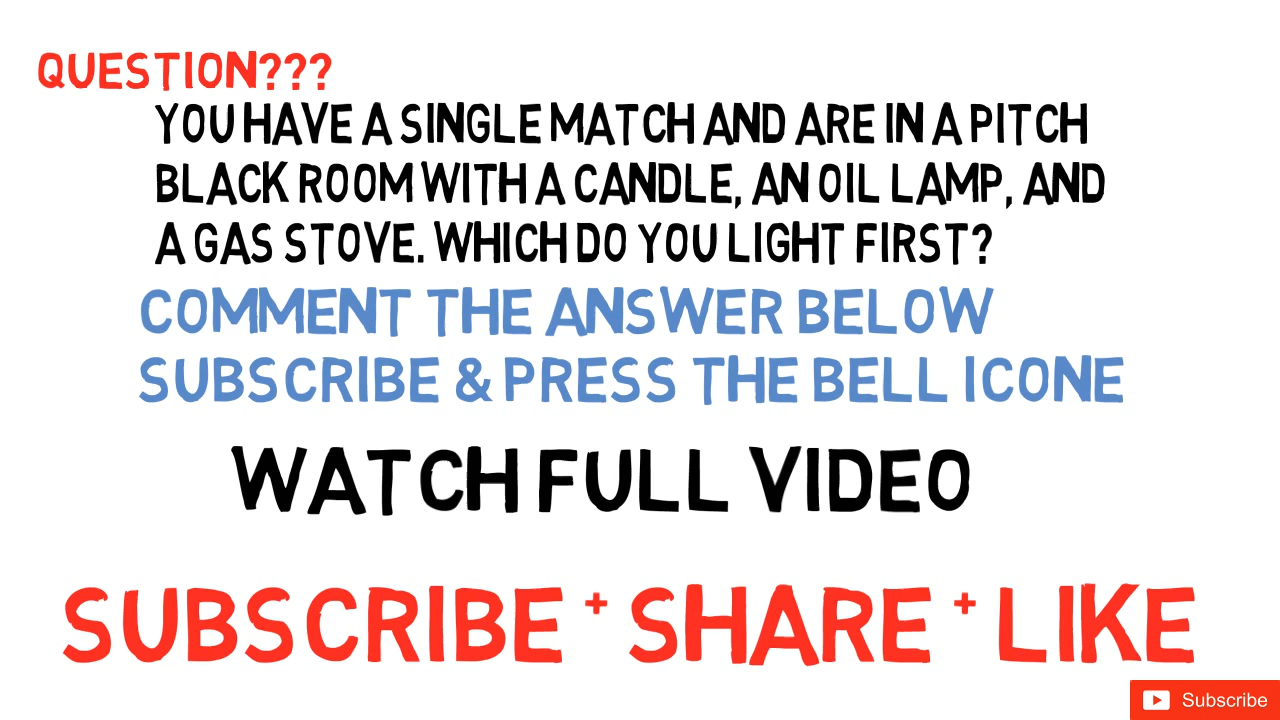 QUESTION???
YOU HAVE A SINGLE MATCH AND ARE IN A PITCH
BLACK ROOM WITH A CANDLE, AN OIL LAMP, AND
A GAS STOVE. WHICH DO YOU LIGHT FIRST?
COMMENT THE ANSWER BELOW
SUBSCRIBE & PRESS THE BELL ICONE
WATCH FULL VIDEO
SUBSCRIBE + SHARE + LIKE
Subscribe